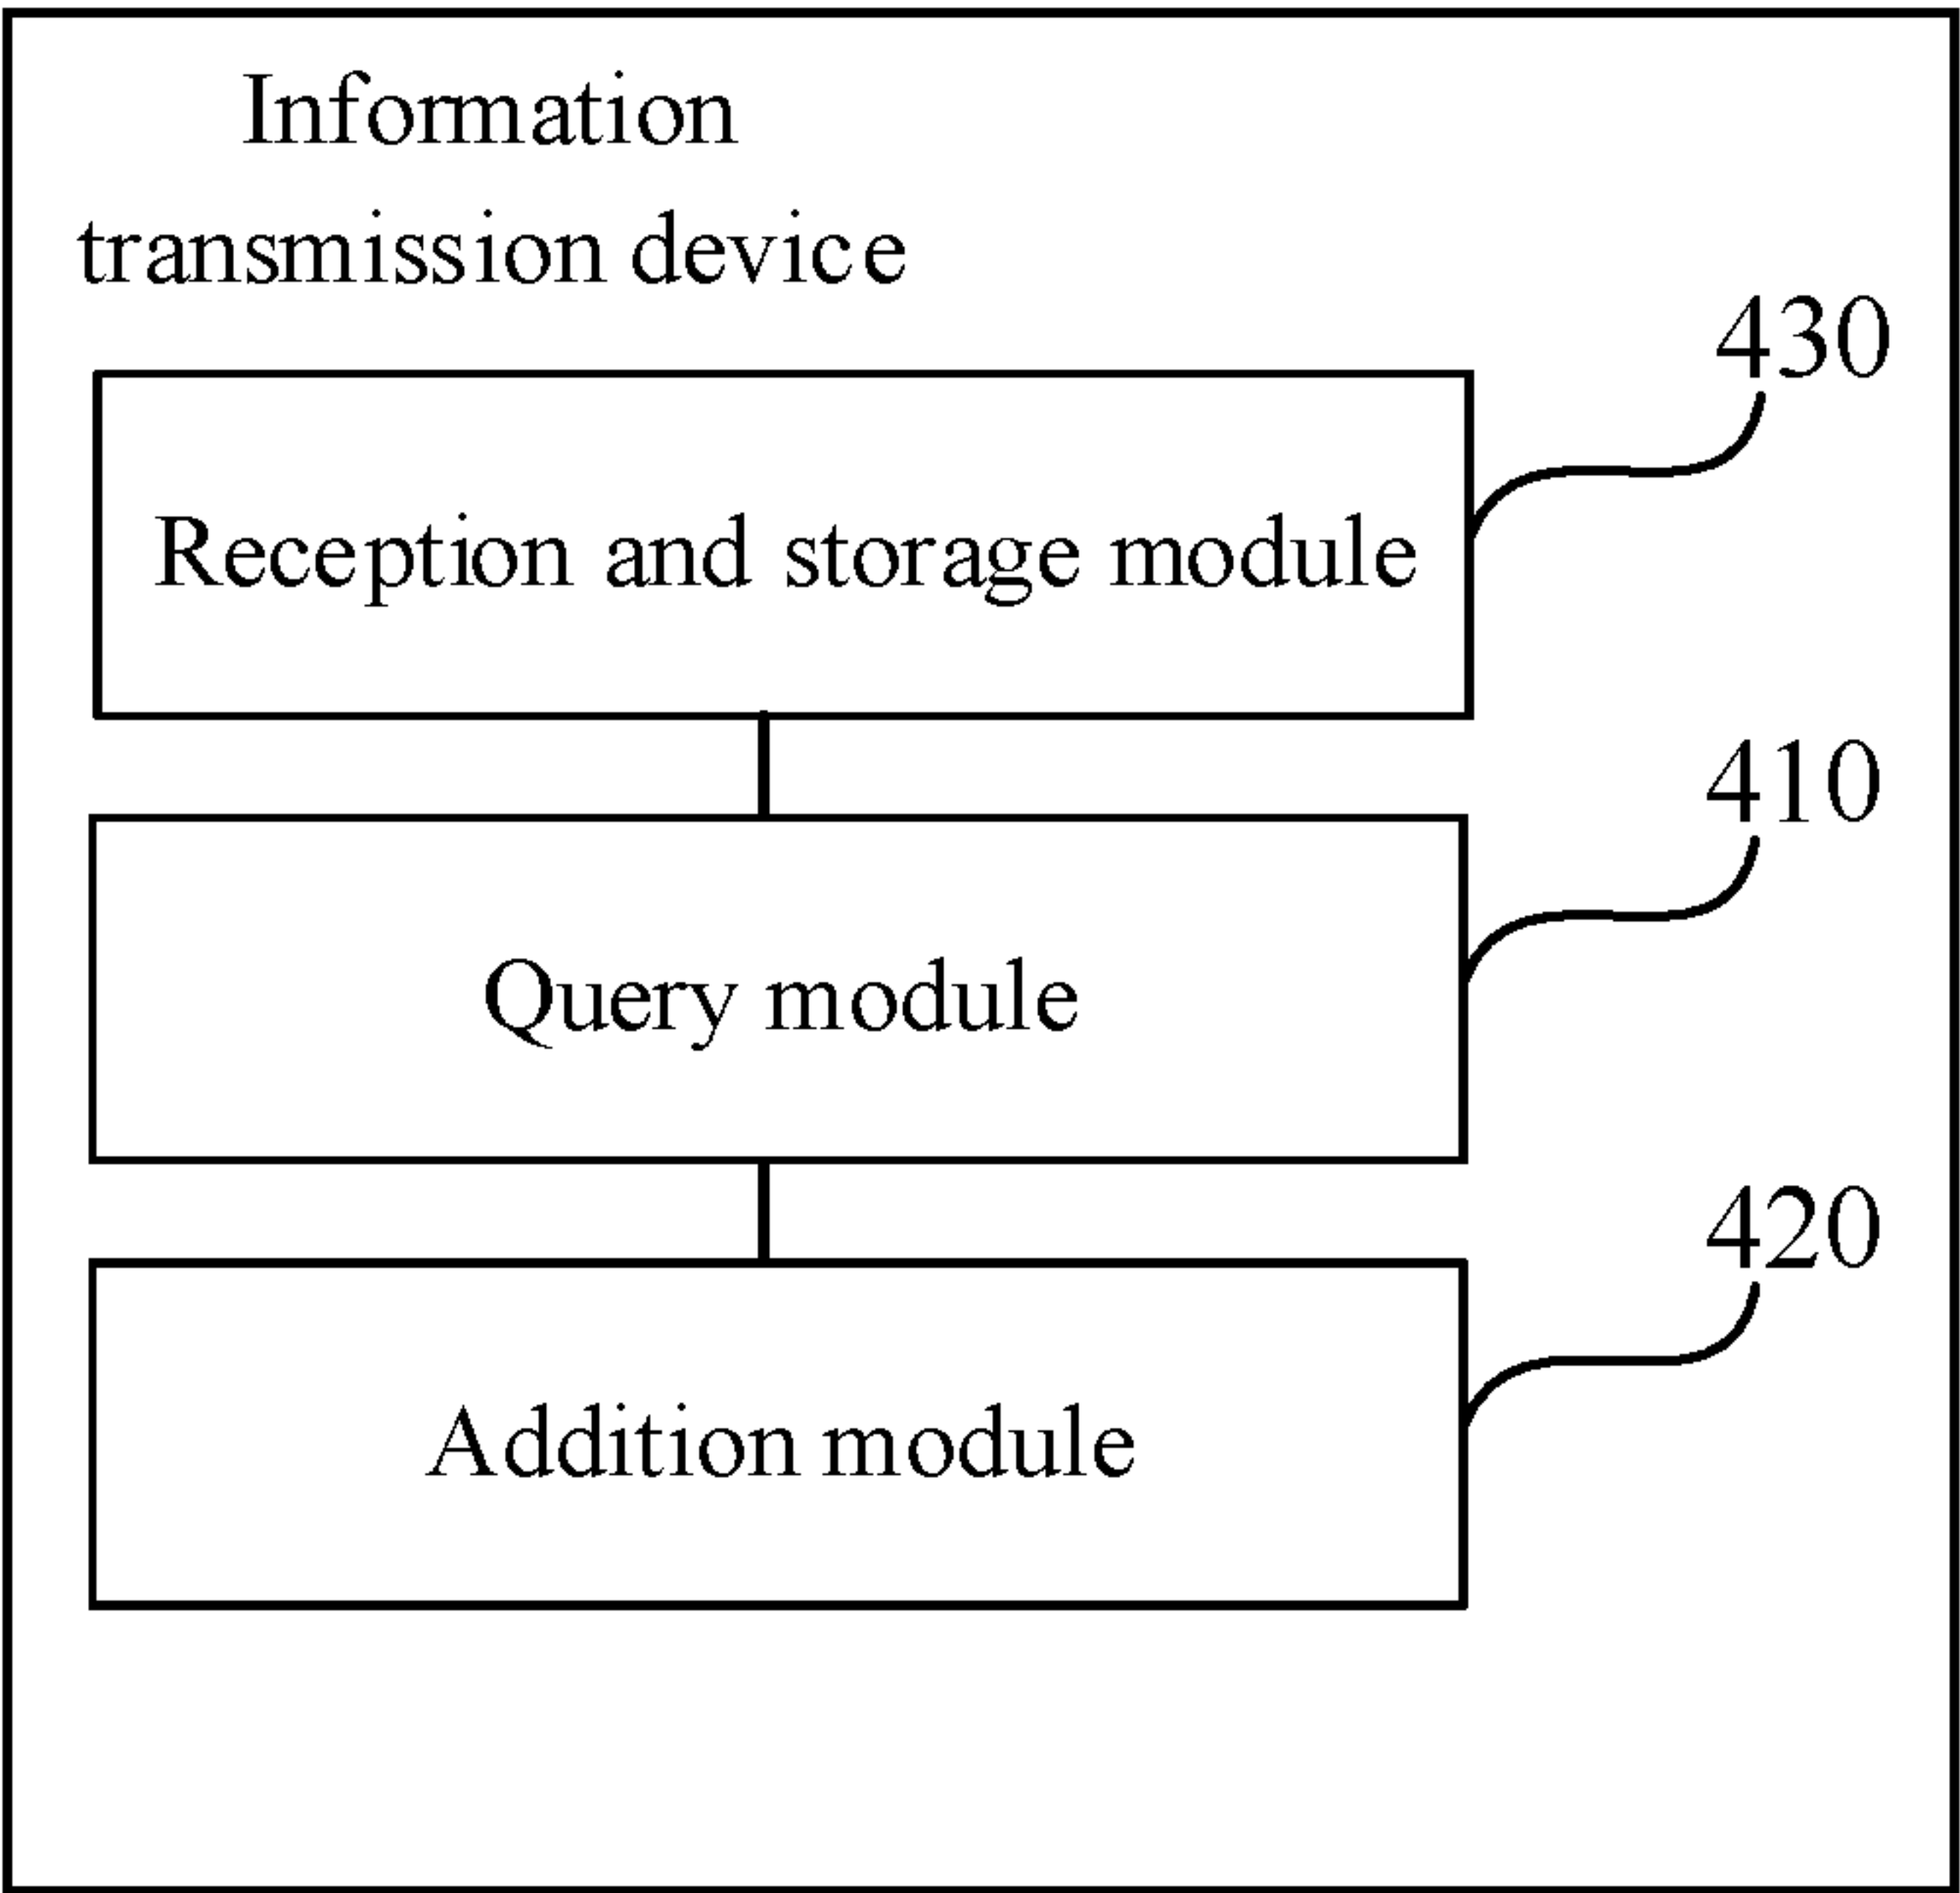 Information
transmission device
430
Reception and storage module
410
Query module
420
Addition module